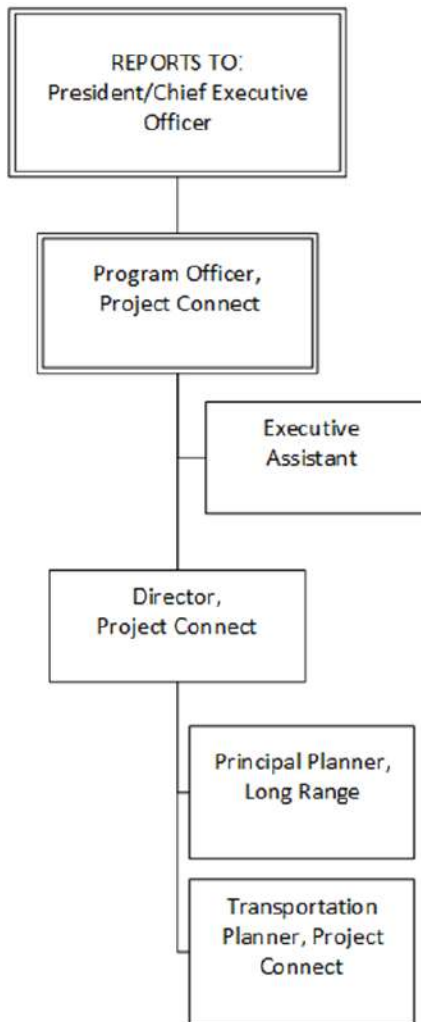 REPORTS TO:
President/Chief Executive
Officer
Program Officer,
Project Connect
Executive
Assistant
Director,
Project Connect
Principal Planner,
Long Range
Transportation
Planner, Project
Connect